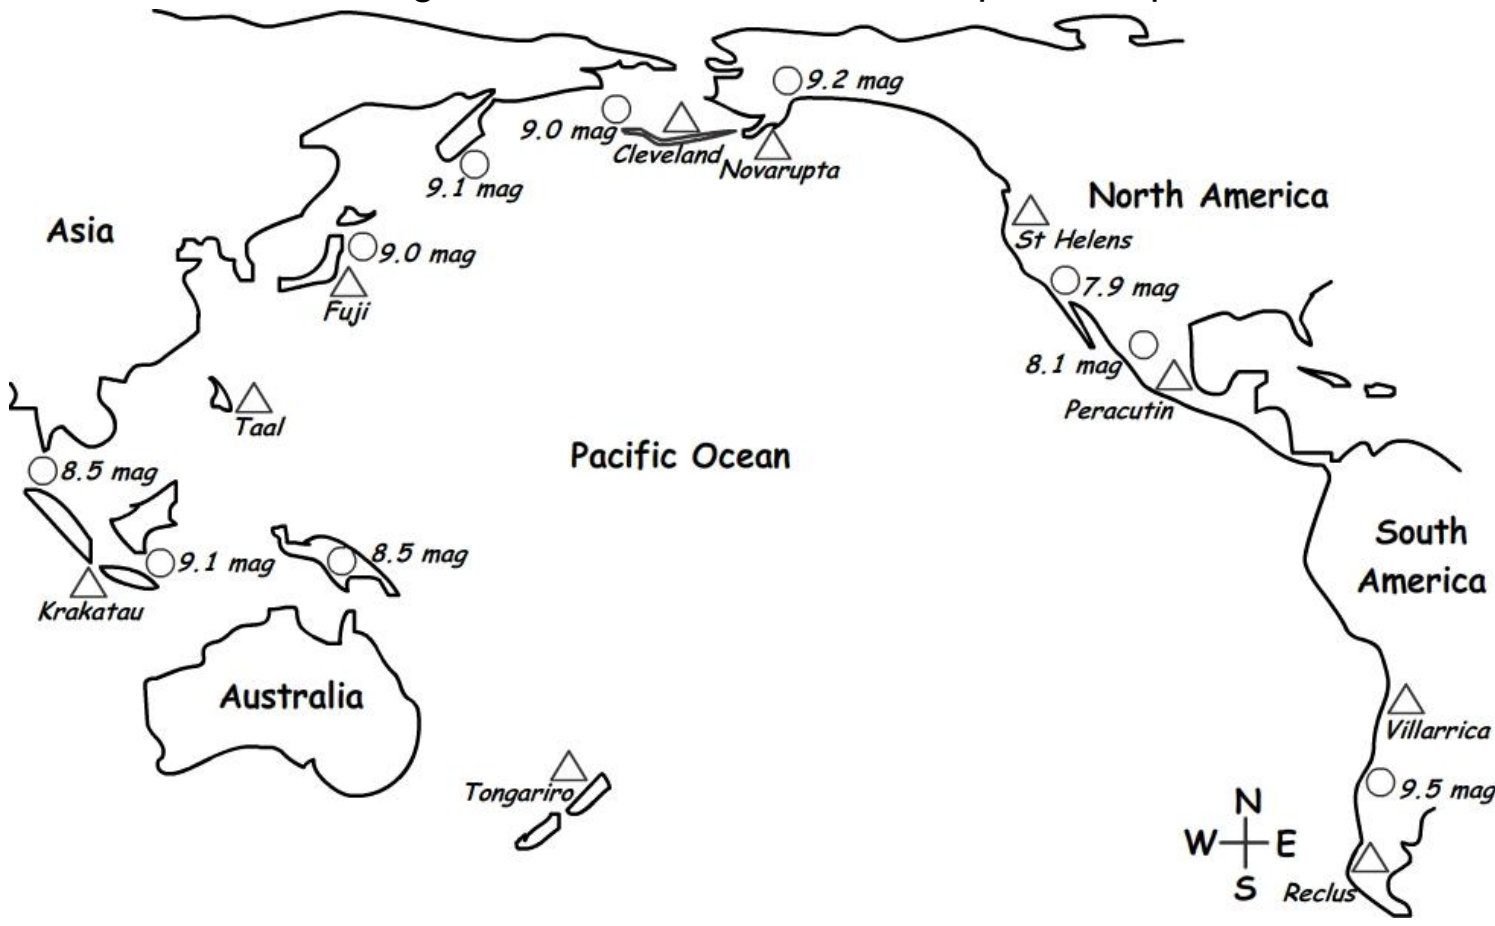 9.2 mag
9.0 mag
Cleveland
Novarupta
9.1 mag
North America
Asia
St Helens
9.0 mag
7.9 mag
Fuji
8.1 mag
Peracutin
Taal
Pacific Ocean
8.5 mag
South
America
8.5 mag
9.1 mag
Krakatau
Australia
Villarrica
Tongariro
9.5 mag
N
W E
S
Reclus